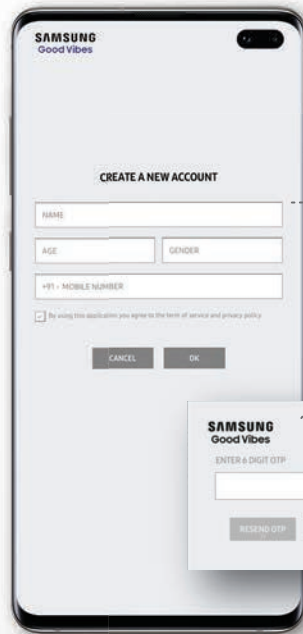 SAMSUNG
Good Vibes
CREATE A NEW ACCOUNT
NAME
AGE
GENDER
+91 - MOBILE NUMBER
By using this application you agree to the term of service and privacy policy
CANCEL
OK
SAMSUNG
Good Vibes
ENTER 6 DIGIT OTP
RESEND OTP